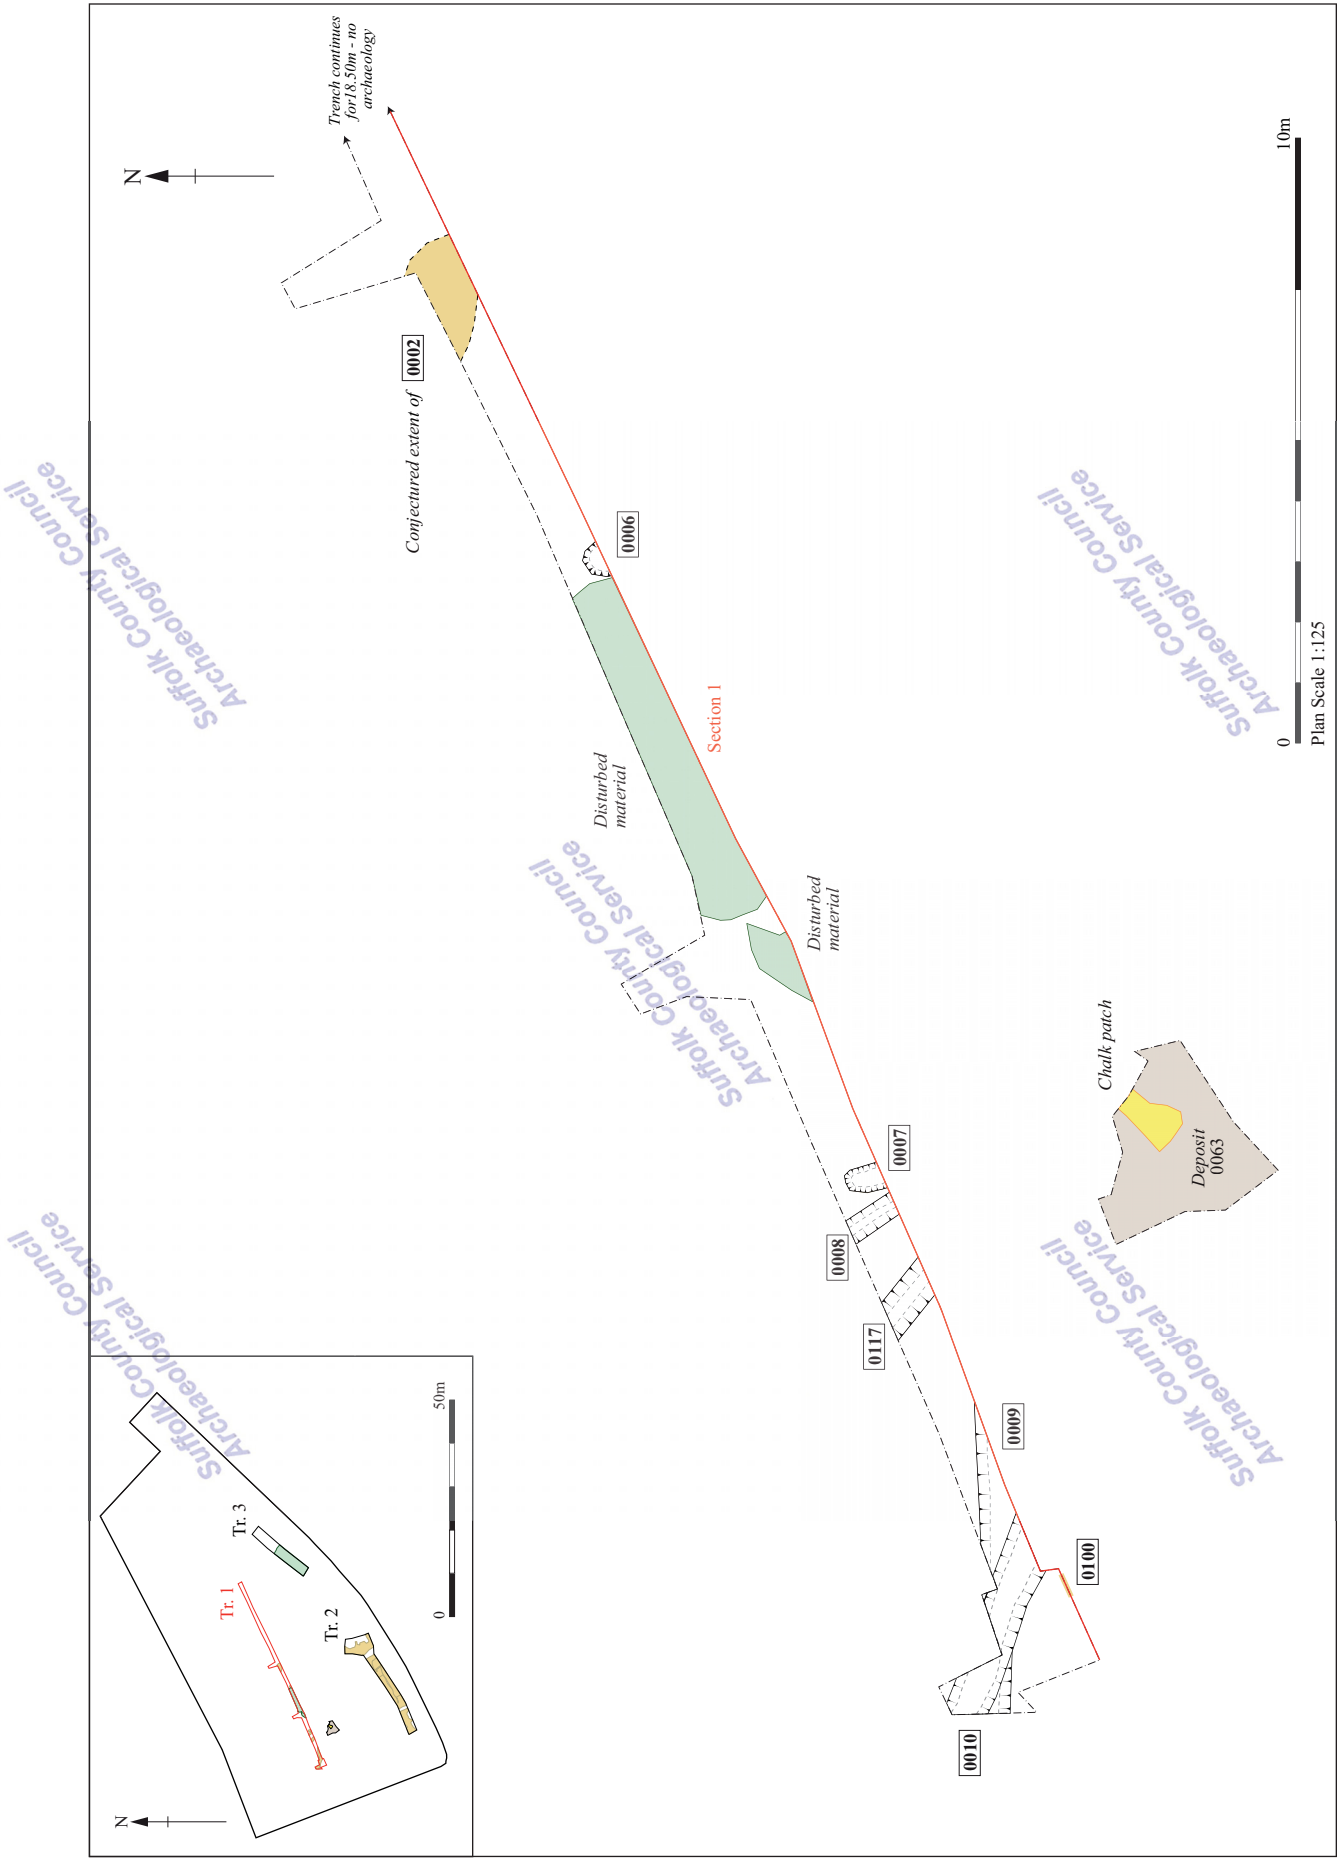 N
Tr. 1
Tr. 2
Tr. 3
0
50m
N
Trench continues
for18.50m - no
archaeology
Conjectured extent of 0002
0006
Disturbed
material
Section 1
Disturbed
material
0007
0008
0117
0009
0100
0010
Chalk patch
Deposit
0063
0
10m
Plan Scale 1:125
Suffolk County Council
Archaeological Service
Suffolk County Council
Archaeological Service
Suffolk County Council
Archaeological Service
Suffolk County Council
Archaeological Service
Suffolk County Council
Archaeological Service